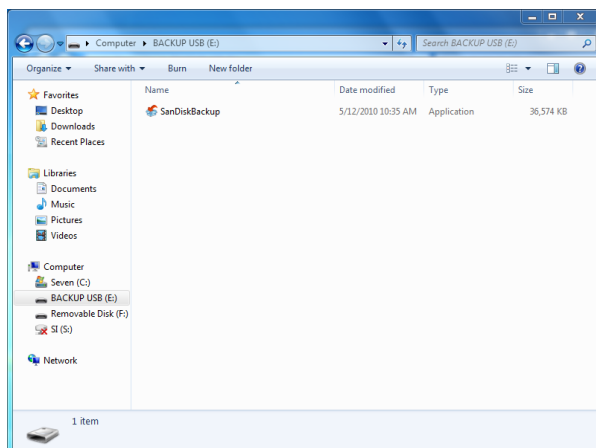 Computer BACKUP USB (E:) Search BACKUP USB (E:)
Organize Share with Burn New folder
Favorites
Desktop
Downloads
Recent Places
Libraries
Documents
Music
Pictures
Videos
Computer
Seven (C:)
BACKUP USB (E:)
Removable Disk (F:)
SI (S:)
Network
Name Date modified Type Size
SanDiskBackup 5/12/2010 10:35 AM Application 36,574 KB
1 item